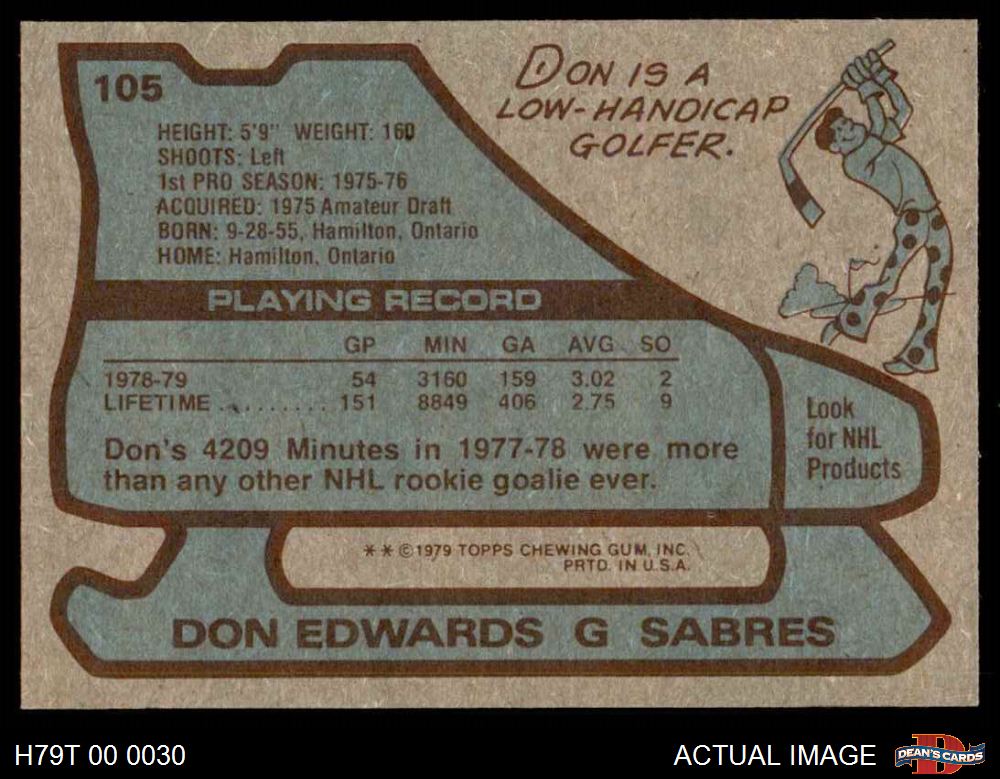 105
HEIGHT: 5'9" WEIGHT: 160
SHOOTS: Left
1st PRO SEASON: 1975-76
ACQUIRED: 1975 Amateur Draft
BORN: 9-28-55, Hamilton, Ontario
HOME: Hamilton, Ontario
DON IS A
LOW-HANDICAP
GOLFER.
PLAYING RECORD
GP MIN GA AVG SO
1978-79 54 3160 159 3.02 2
LIFETIME .......... 151 8849 406 2.75 9
Don's 4209 Minutes in 1977-78 were more
than any other NHL rookie goalie ever.
Look
for NHL
Products
** ©1979 TOPPS CHEWING GUM, INC.
PRTD. IN U.S.A.
DON EDWARDS G SABRES
H79T 00 0030
ACTUAL IMAGE
DEAN'S CARDS